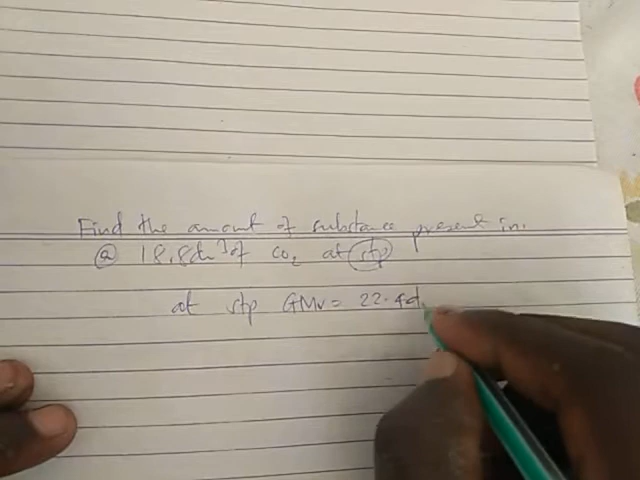 Find the amount of substance present in:
(a) 18.8dm³ of CO₂ at stp
at stp GMV = 22.4d